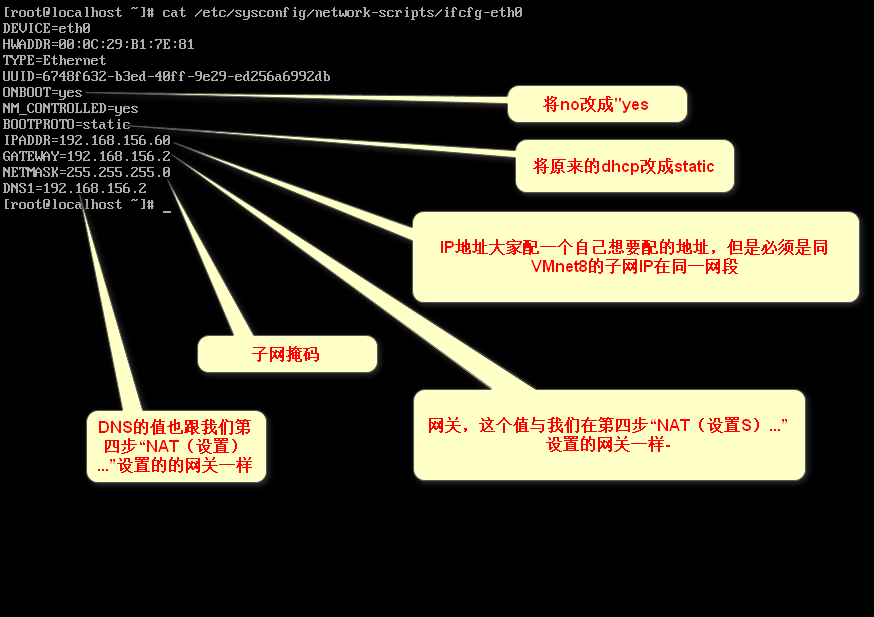 [root@localhost ~]# cat /etc/sysconfig/network-scripts/ifcfg-eth0
DEVICE=eth0
HWADDR=00:0C:29:B1:7E:81
TYPE=Ethernet
UUID=6748f632-b3ed-40ff-9e29-ed256a6992db
ONBOOT=yes
NM_CONTROLLED=yes
BOOTPROTO=static
IPADDR=192.168.156.60
GATEWAY=192.168.156.2
NETMASK=255.255.255.0
DNS1=192.168.156.2
[root@localhost ~]# _
将no改成"yes
将原来的dhcp改成static
IP地址大家配一个自己想要配的地址，但是必须是同
VMnet8的子网IP在同一网段
子网掩码
网关，这个值与我们在第四步“NAT（设置S）...”
设置的网关一样-
DNS的值也跟我们第
四步“NAT（设置）
...”设置的的网关一样